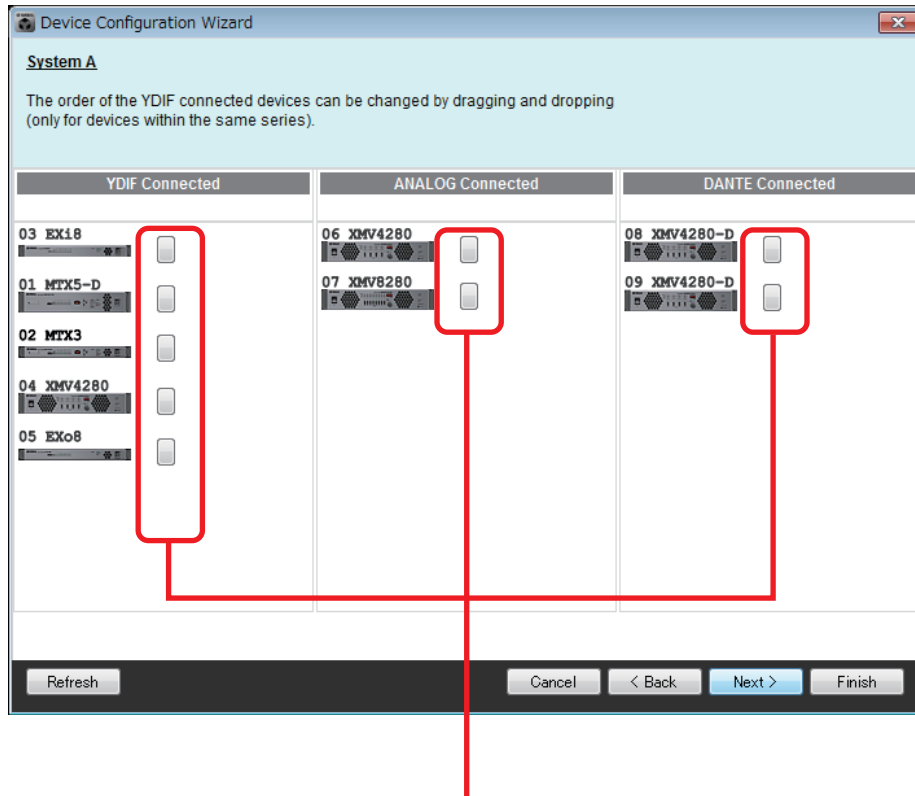 Device Configuration Wizard
System A
The order of the YDIF connected devices can be changed by dragging and dropping
(only for devices within the same series).
YDIF Connected
ANALOG Connected
DANTE Connected
03 EXi8
01 MTX5-D
02 MTX3
04 XMV4280
05 EXo8
06 XMV4280
07 XMV8280
08 XMV4280-D
09 XMV4280-D
Refresh
Cancel
< Back
Next >
Finish